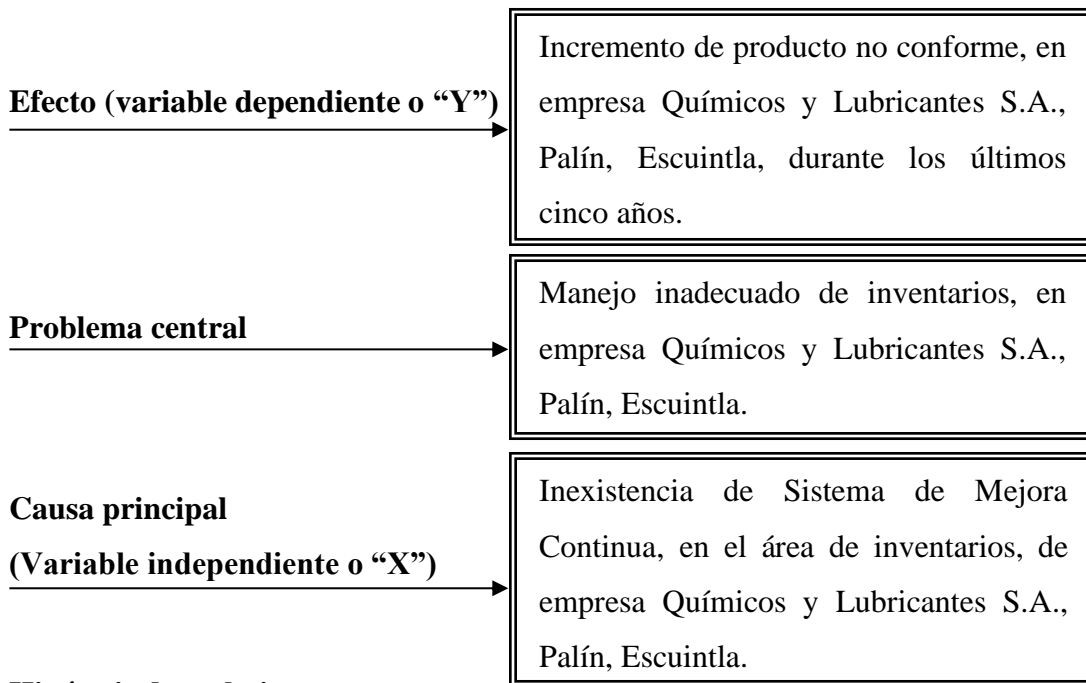 Efecto (variable dependiente o “Y”)
Incremento de producto no conforme, en
empresa Químicos y Lubricantes S.A.,
Palín, Escuintla, durante los últimos
cinco años.
Problema central
Manejo inadecuado de inventarios, en
empresa Químicos y Lubricantes S.A.,
Palín, Escuintla.
Causa principal
(Variable independiente o “X”)
Inexistencia de Sistema de Mejora
Continua, en el área de inventarios, de
empresa Químicos y Lubricantes S.A.,
Palín, Escuintla.